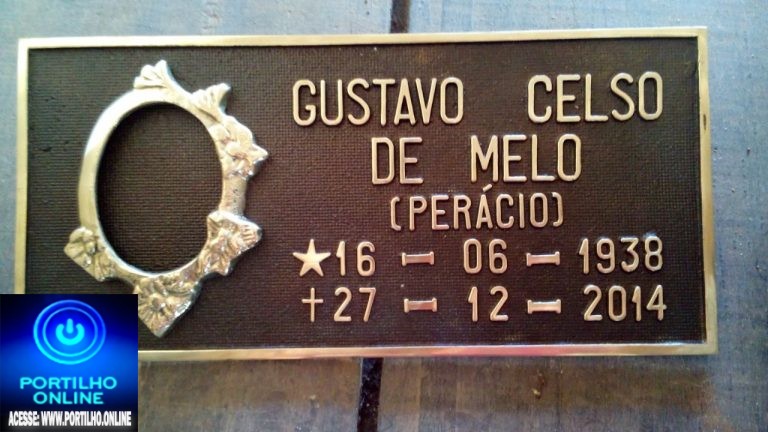 GUSTAVO CELSO
DE MELO
(PERÁCIO)
★16 – 06 – 1938
✝27 – 12 – 2014
PORTILHO
ONLINE
ACESSE: WWW.PORTILHO.ONLINE